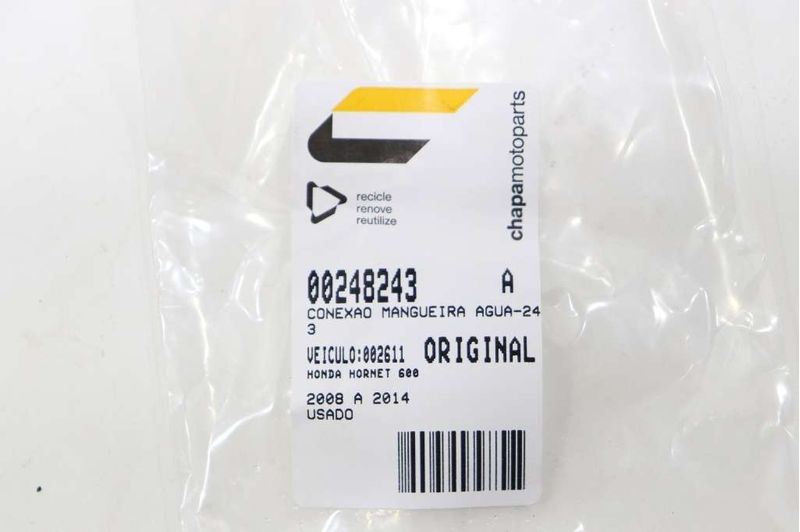 chapamotoparts
recicle
renove
reutilize
00248243 A
CONEXAO MANGUEIRA AGUA-24
3
VEICULO:002611 ORIGINAL
HONDA HORNET 600
2008 A 2014
USADO